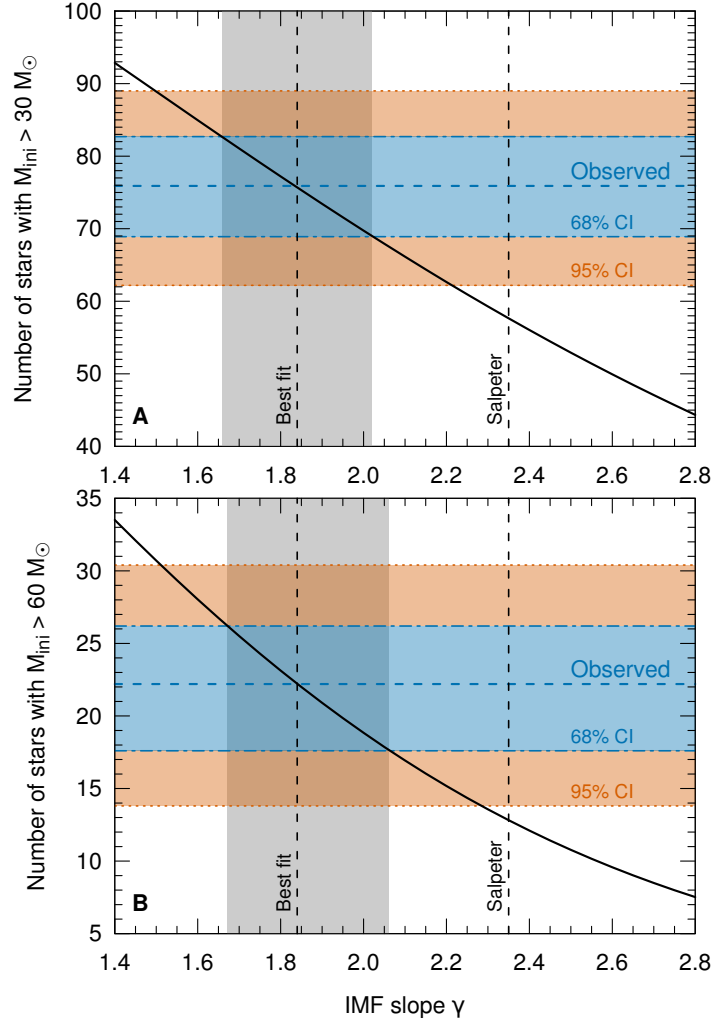 100
90
80
70
60
50
40
Number of stars with M_ini > 30 M_☉
Observed
68% CI
95% CI
Best fit
Salpeter
A
1.4 1.6 1.8 2.0 2.2 2.4 2.6 2.8
35
30
25
20
15
10
5
Number of stars with M_ini > 60 M_☉
Observed
68% CI
95% CI
Best fit
Salpeter
B
1.4 1.6 1.8 2.0 2.2 2.4 2.6 2.8
IMF slope γ